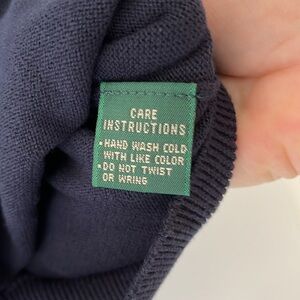 CARE
INSTRUCTIONS
•HAND WASH COLD
WITH LIKE COLOR
•DO NOT TWIST
OR WRING